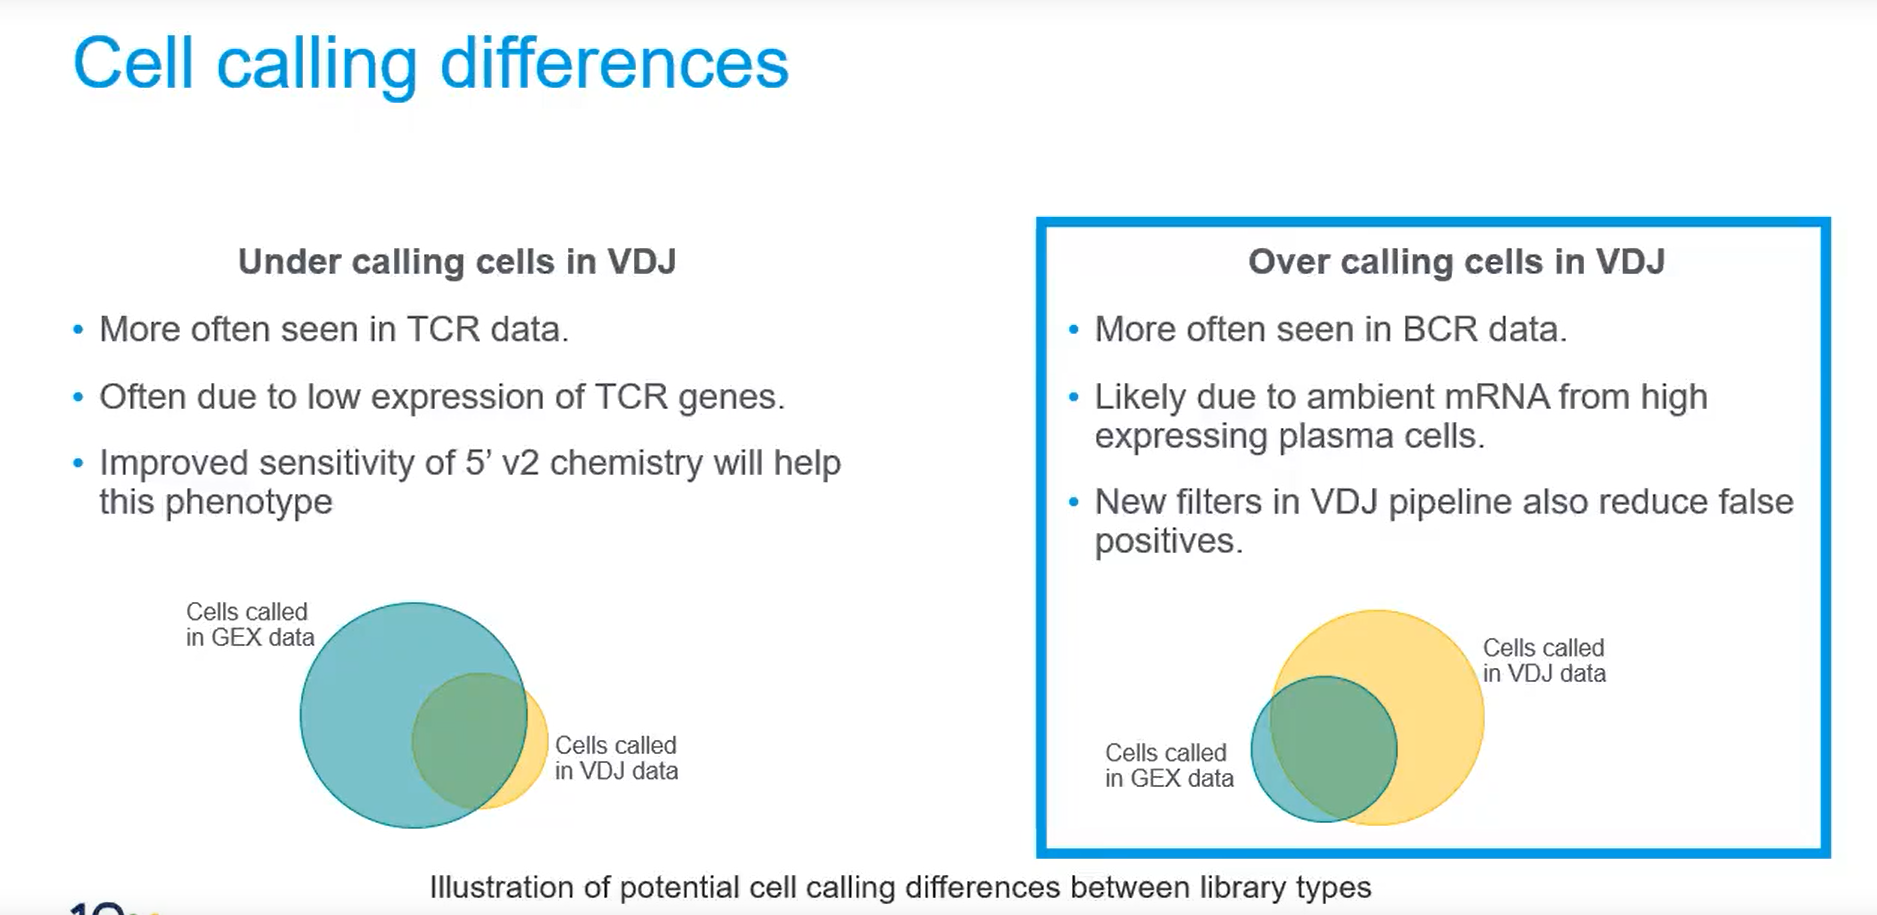 Cell calling differences
Under calling cells in VDJ
• More often seen in TCR data.
• Often due to low expression of TCR genes.
• Improved sensitivity of 5’ v2 chemistry will help
this phenotype
Cells called
in GEX data
Cells called
in VDJ data
Over calling cells in VDJ
• More often seen in BCR data.
• Likely due to ambient mRNA from high
expressing plasma cells.
• New filters in VDJ pipeline also reduce false
positives.
Cells called
in VDJ data
Cells called
in GEX data
Illustration of potential cell calling differences between library types